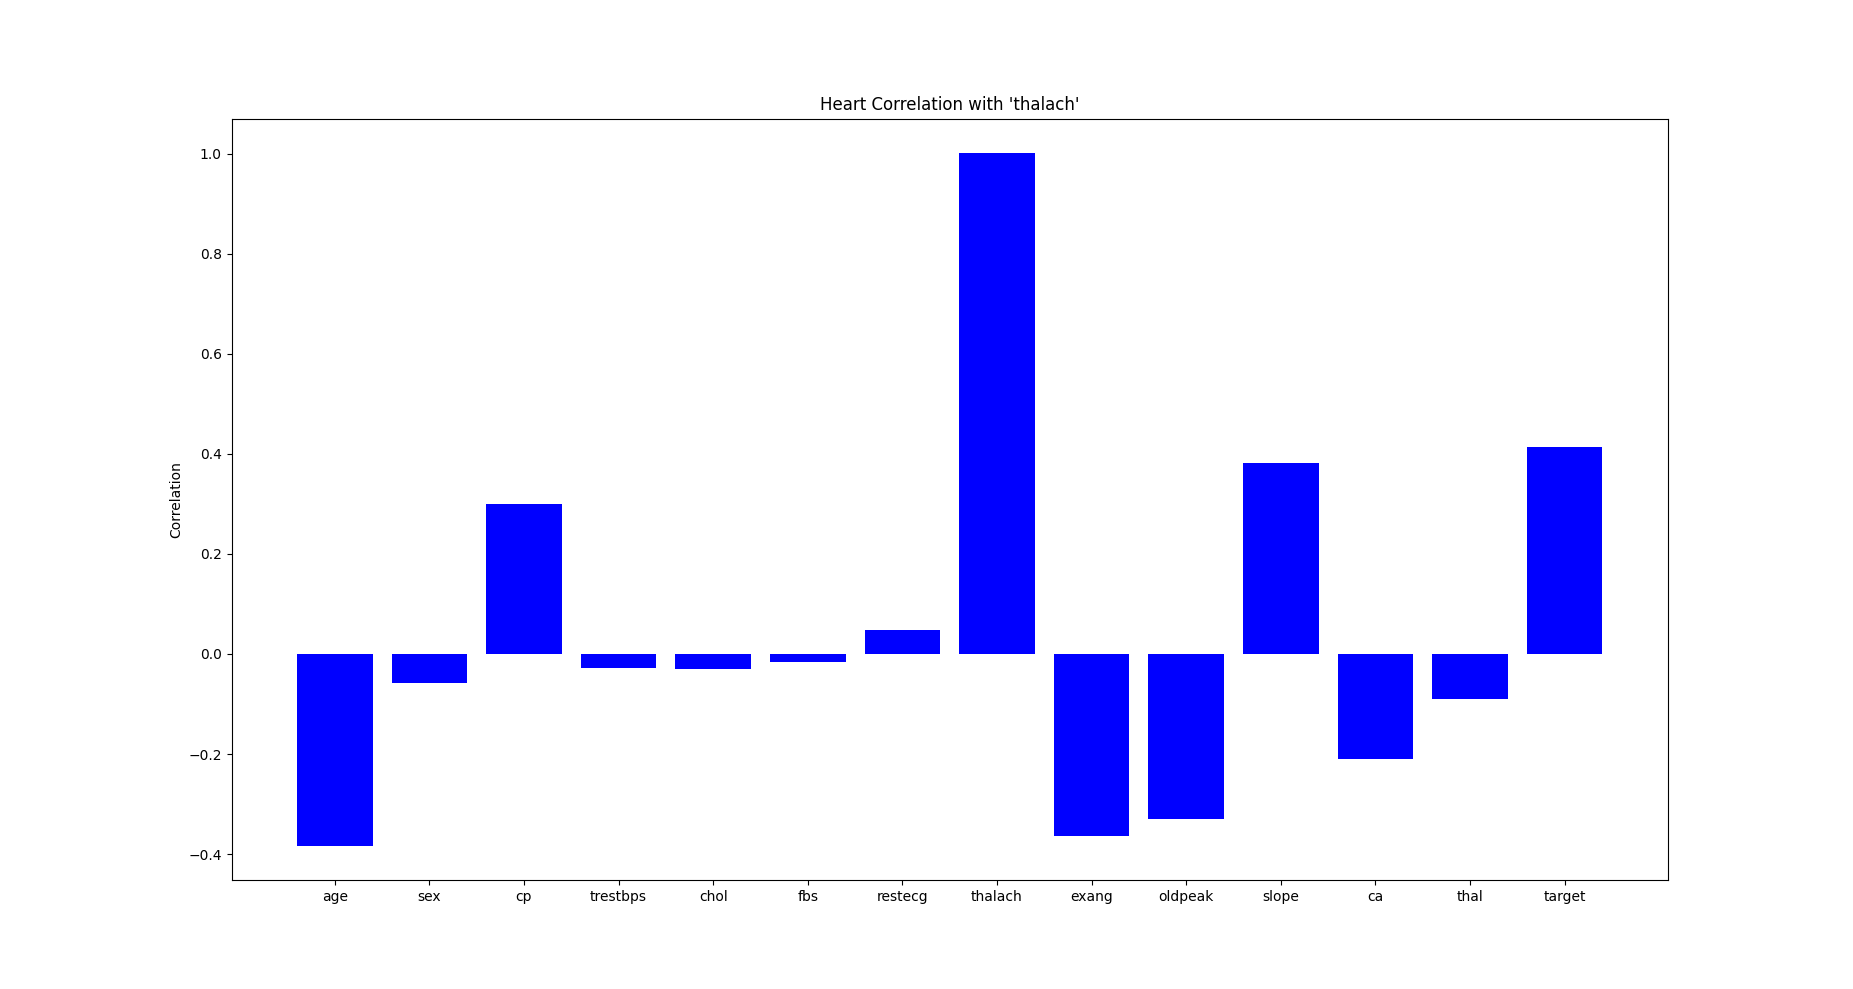 Heart Correlation with 'thalach'
1.0
0.8
0.6
0.4
0.2
0.0
−0.2
−0.4
Correlation
age sex cp trestbps chol fbs restecg thalach exang oldpeak slope ca thal target